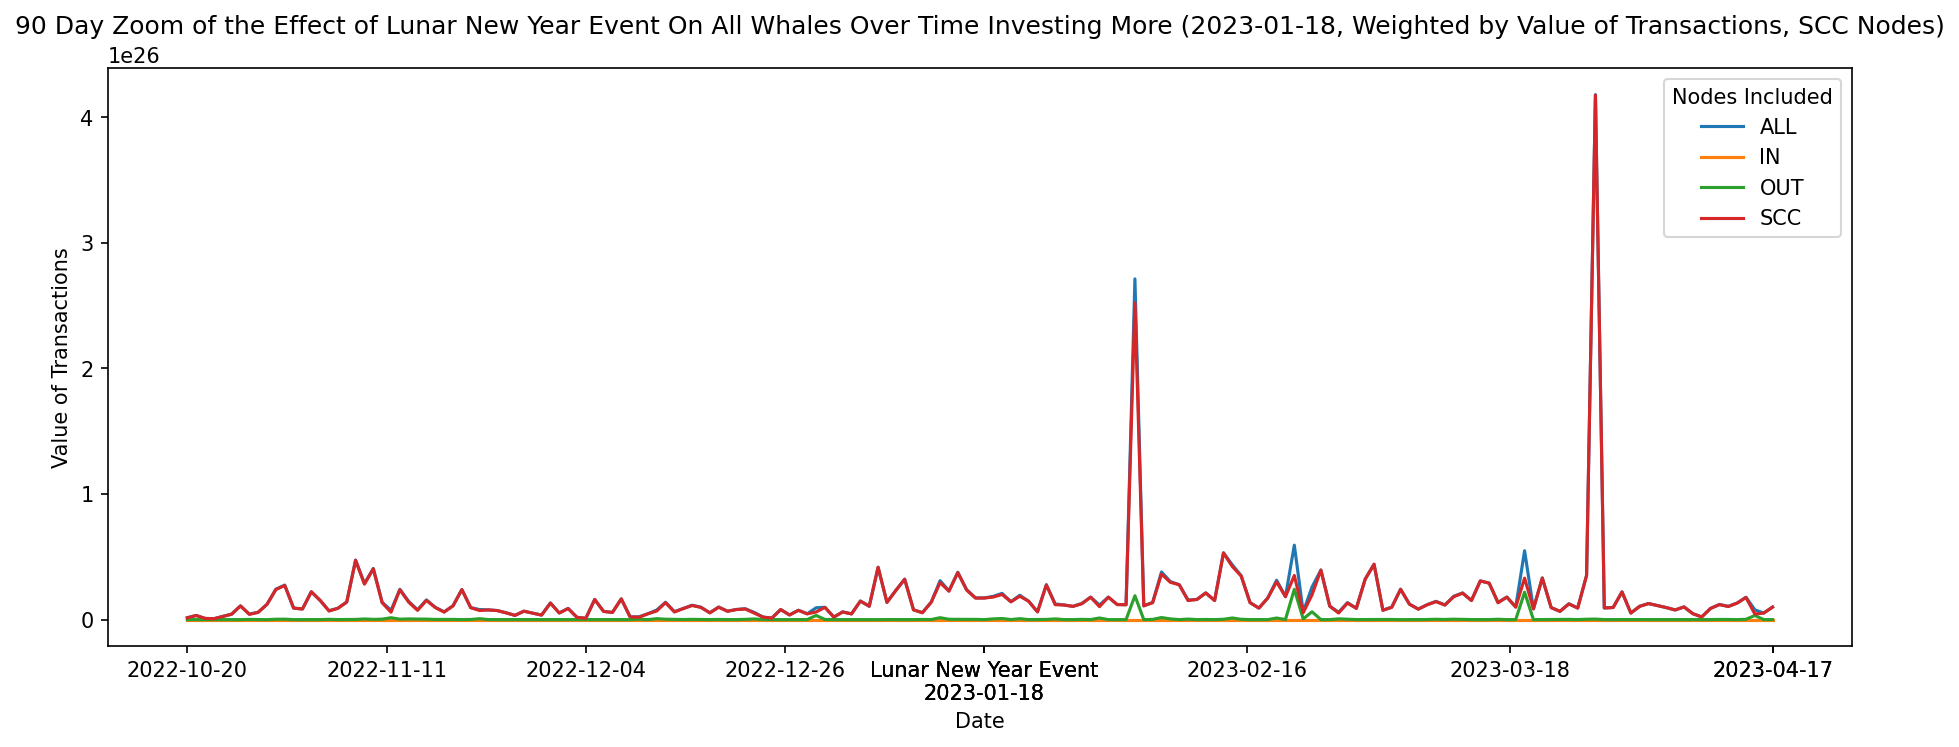 90 Day Zoom of the Effect of Lunar New Year Event On All Whales Over Time Investing More (2023-01-18, Weighted by Value of Transactions, SCC Nodes)
1e26
Nodes Included
ALL
IN
OUT
SCC
4
3
2
1
0
Value of Transactions
2022-10-20
2022-11-11
2022-12-04
2022-12-26
Lunar New Year Event
2023-01-18
2023-02-16
2023-03-18
2023-04-17
Date